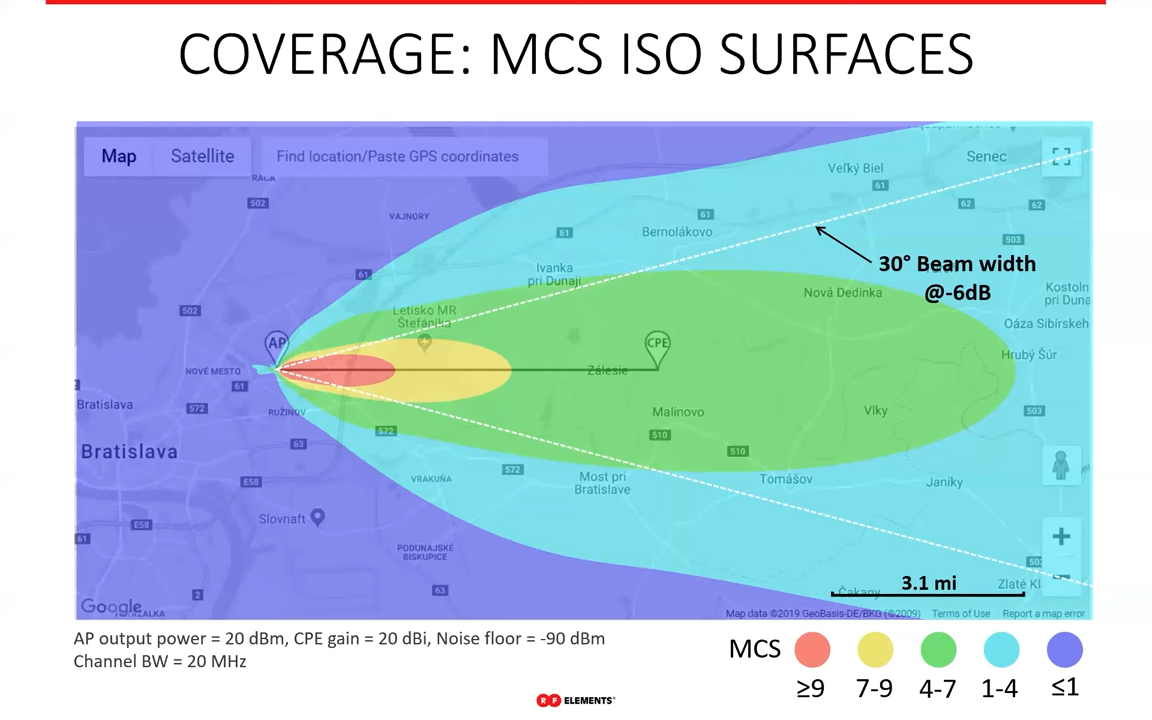 COVERAGE: MCS ISO SURFACES
Map
Satellite
Find location/Paste GPS coordinates
Senec
Veľký Biel
RAČA
61
502
62
62
VAJNORY
61
61
Bernolákovo
503
30° Beam width
@-6dB
Ivanka
pri Dunaji
61
Nová Dedinka
Kostoln
pri Duna
502
Letisko MR
Štefánika
Oáza Sibírskeh
AP
CPE
Hrubý Šúr
NOVÉ MESTO
Zálesie
61
Bratislava
572
RUŽINOV
Malinovo
Vlky
503
572
510
63
510
Bratislava
572
VRAKUŇA
Most pri
Bratislave
Tomášov
Janíky
E58
Slovnaft
E58
61
PODUNAJSKÉ
BISKUPICE
503
3.1 mi
Zlaté Kl
63
Čakany
2
Google
Map data ©2019 GeoBasis-DE/BKG (©2009)
Terms of Use
Report a map error
AP output power = 20 dBm, CPE gain = 20 dBi, Noise floor = -90 dBm
Channel BW = 20 MHz
MCS
≥9
7-9
4-7
1-4
≤1
RF ELEMENTS